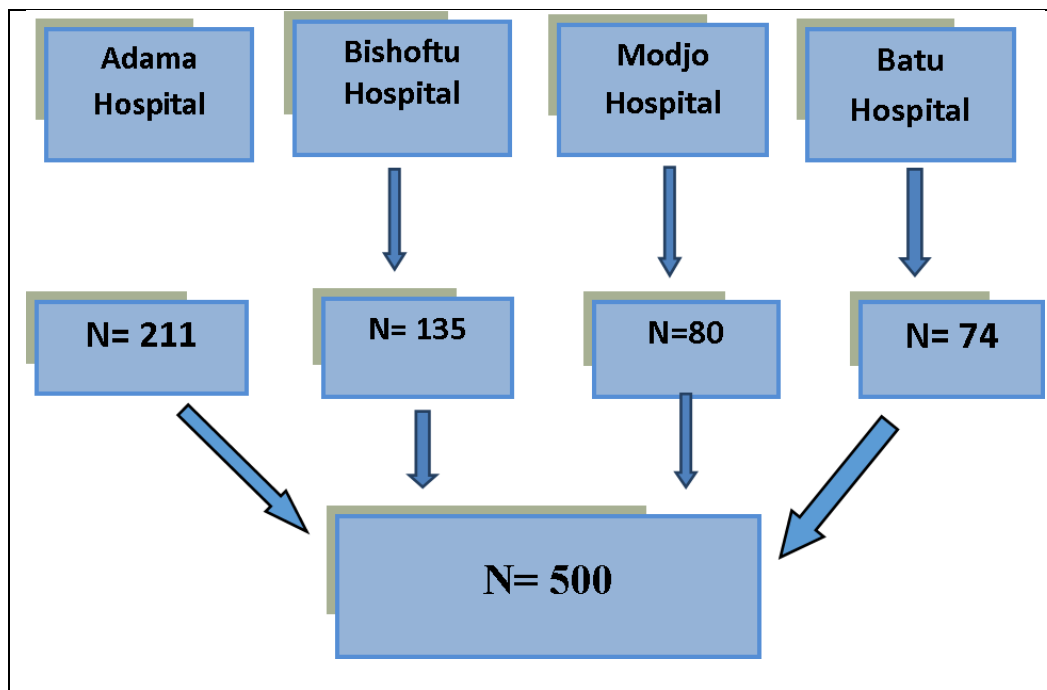 Adama
Hospital
Bishoftu
Hospital
Modjo
Hospital
Batu
Hospital
N= 211
N= 135
N=80
N= 74
N= 500